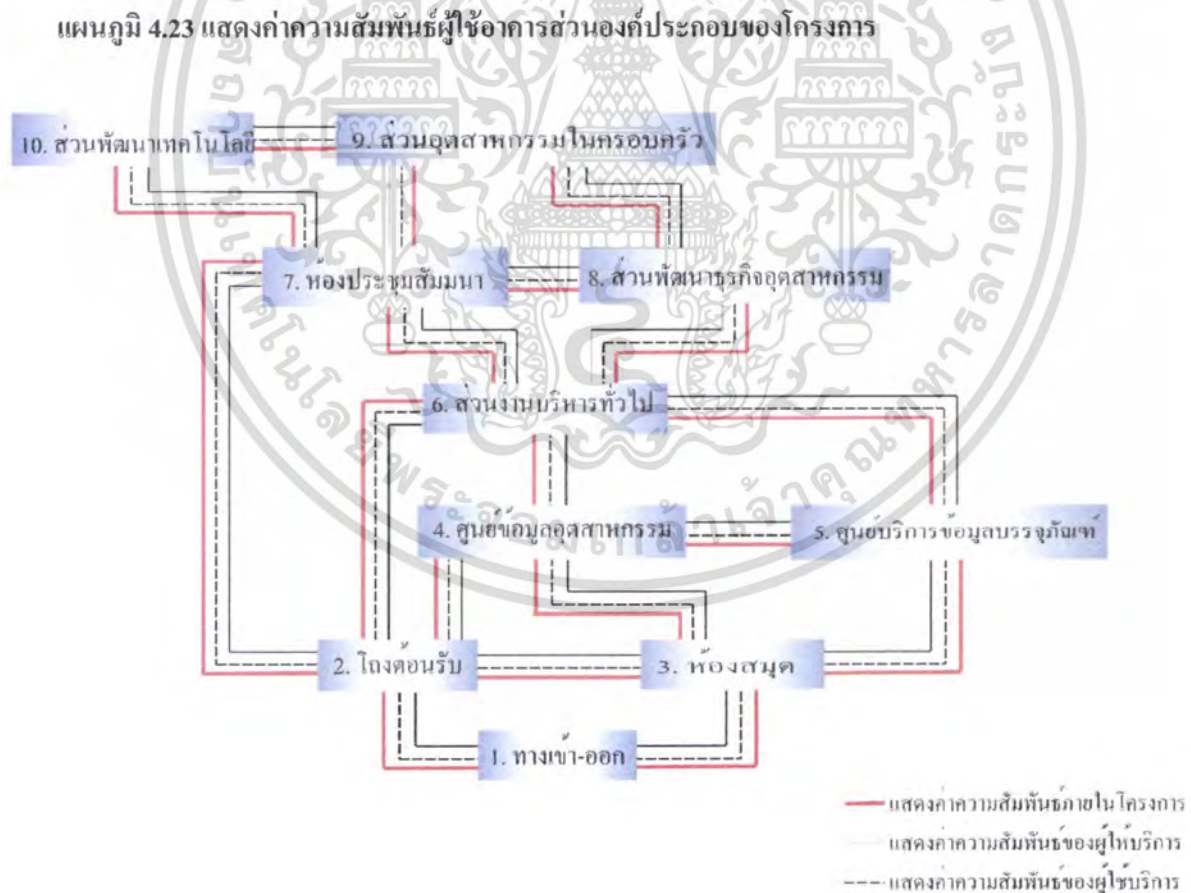 แผนภูมิ 4.23 แสดงค่าความสัมพันธ์ผู้ใช้อาคารส่วนองค์ประกอบของโครงการ
10. ส่วนพัฒนาเทคโนโลยี
9. ส่วนอุตสาหกรรมในครอบครัว
7. ห้องประชุมสัมมนา
8. ส่วนพัฒนาธุรกิจอุตสาหกรรม
6. ส่วนงานบริหารทั่วไป
4. ศูนย์ข้อมูลอุตสาหกรรม
5. ศูนย์บริการข้อมูลบรรจุภัณฑ์
2. โถงต้อนรับ
3. ห้องสมุด
1. ทางเข้า-ออก
แสดงค่าความสัมพันธ์ภายในโครงการ
แสดงค่าความสัมพันธ์ของผู้ให้บริการ
แสดงค่าความสัมพันธ์ของผู้ใช้บริการ